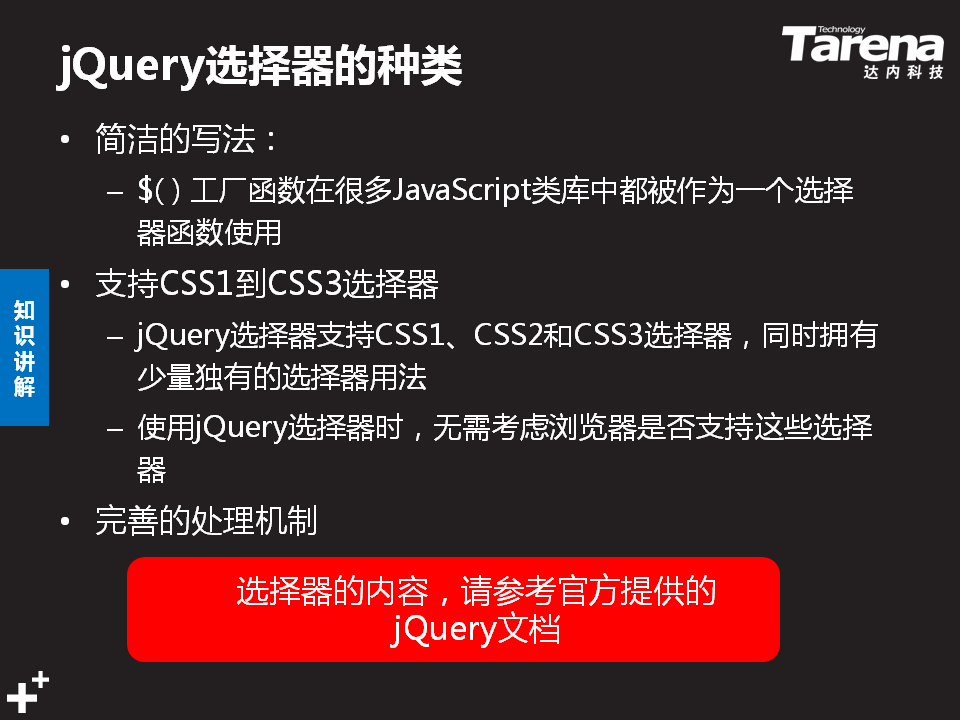 jQuery选择器的种类
Technology
Tarena
达内科技
• 简洁的写法：
– $( ) 工厂函数在很多JavaScript类库中都被作为一个选择
器函数使用
• 支持CSS1到CSS3选择器
– jQuery选择器支持CSS1、CSS2和CSS3选择器，同时拥有
少量独有的选择器用法
– 使用jQuery选择器时，无需考虑浏览器是否支持这些选择
器
• 完善的处理机制
知识讲解
选择器的内容，请参考官方提供的
jQuery文档